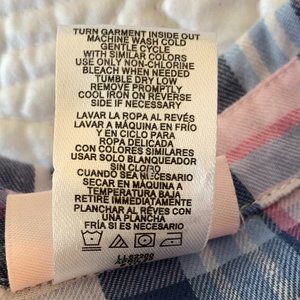 TURN GARMENT INSIDE OUT
MACHINE WASH COLD
GENTLE CYCLE
WITH SIMILAR COLORS
USE ONLY NON-CHLORINE
BLEACH WHEN NEEDED
TUMBLE DRY LOW
REMOVE PROMPTLY
COOL IRON ON REVERSE
SIDE IF NECESSARY
LAVAR LA ROPA AL REVÉS
LAVAR A MÁQUINA EN FRÍO
Y EN CICLO PARA
ROPA DELICADA
CON COLORES SIMILARES
USAR SOLO BLANQUEADOR
SIN CLORO
CUANDO SEA NECESARIO
SECAR EN MÁQUINA A
TEMPERATURA BAJA
RETIRE IMMEDIATAMENTE
PLANCHAR AL RÉVES CON
UNA PLANCHA
FRÍA SI ES NECESARIO